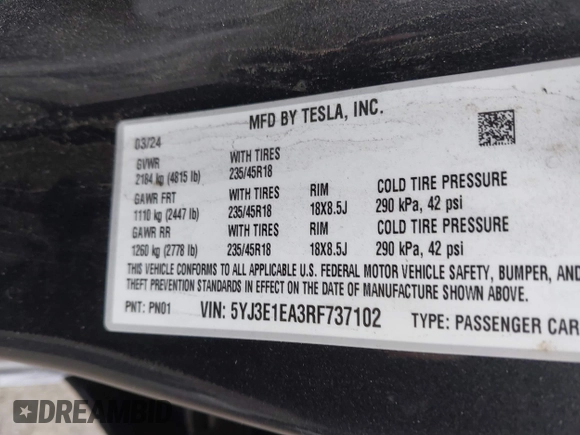 MFD BY TESLA, INC.
03/24
GVWR WITH TIRES
2184 kg (4815 lb) 235/45R18
GAWR FRT WITH TIRES RIM COLD TIRE PRESSURE
1110 kg (2447 lb) 235/45R18 18X8.5J 290 kPa, 42 psi
GAWR RR WITH TIRES RIM COLD TIRE PRESSURE
1260 kg (2778 lb) 235/45R18 18X8.5J 290 kPa, 42 psi
THIS VEHICLE CONFORMS TO ALL APPLICABLE U.S. FEDERAL MOTOR VEHICLE SAFETY, BUMPER, AND
THEFT PREVENTION STANDARDS IN EFFECT ON THE DATE OF MANUFACTURE SHOWN ABOVE.
PNT: PN01 VIN: 5YJ3E1EA3RF737102 TYPE: PASSENGER CAR
DREAMBID